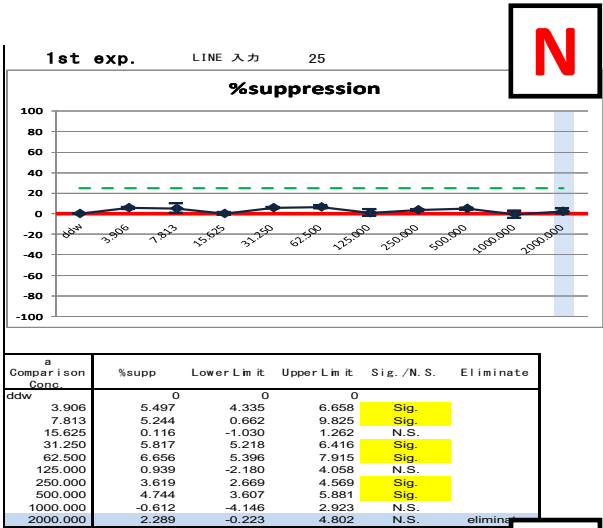 N
1st exp. LINE 入力 25
%suppression
100
80
60
40
20
0
-20
-40
-60
-80
-100
ddw 3.906 7.813 15.625 31.250 62.500 125.000 250.000 500.000 1000.000 2000.000
a
Comparison
Conc. %supp LowerLimit UpperLimit Sig./N.S. Eliminate
ddw 0 0 0
3.906 5.497 4.335 6.658 Sig.
7.813 5.244 0.662 9.825 Sig.
15.625 0.116 -1.030 1.262 N.S.
31.250 5.817 5.218 6.416 Sig.
62.500 6.656 5.396 7.915 Sig.
125.000 0.939 -2.180 4.058 N.S.
250.000 3.619 2.669 4.569 Sig.
500.000 4.744 3.607 5.881 Sig.
1000.000 -0.612 -4.146 2.923 N.S.
2000.000 2.289 -0.223 4.802 N.S.